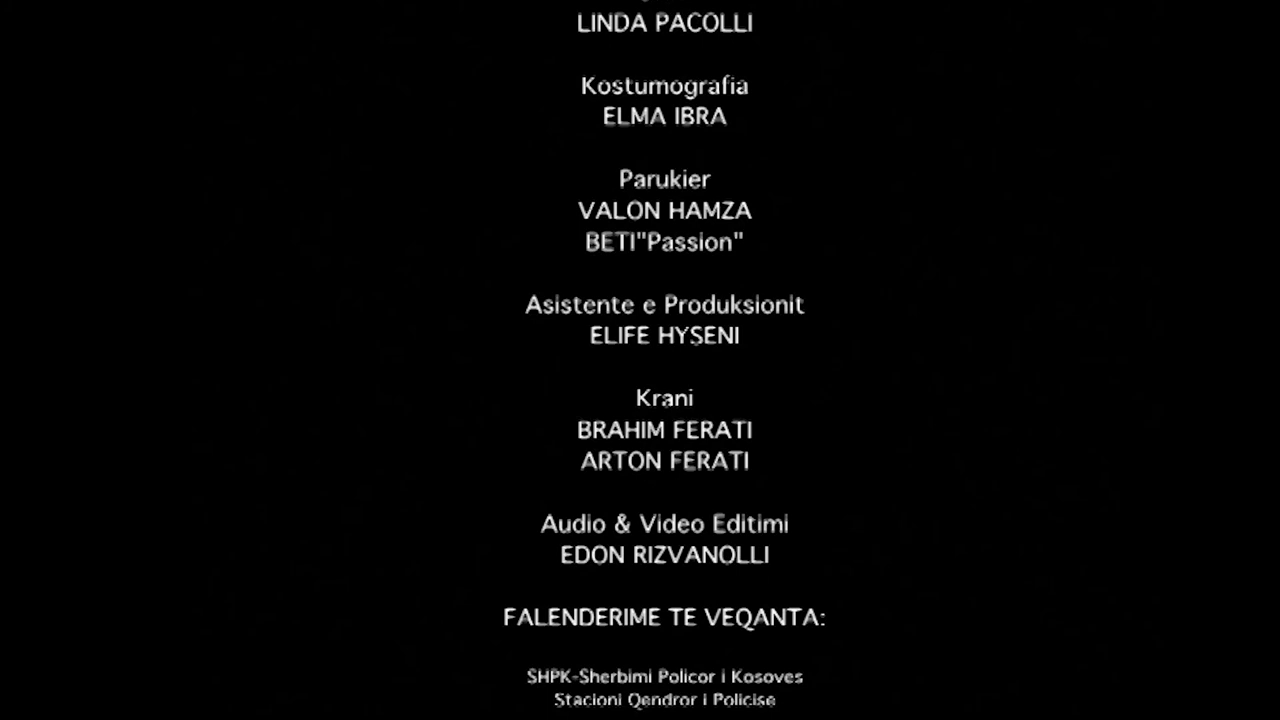 LINDA PACOLLI
Kostumografia
ELMA IBRA
Parukier
VALON HAMZA
BETI"Passion"
Asistente e Produksionit
ELIFE HYSENI
Krani
BRAHIM FERATI
ARTON FERATI
Audio & Video Editimi
EDON RIZVANOLLI
FALENDERIME TE VEQANTA:
SHPK-Sherbimi Policor i Kosoves
Stacioni Qendror i Policise